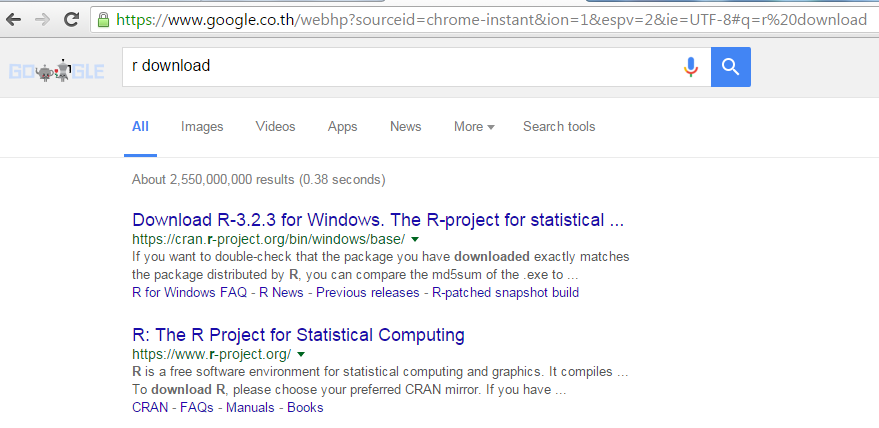 https://www.google.co.th/webhp?sourceid=chrome-instant&ion=1&espv=2&ie=UTF-8#q=r%20download
GO GLE
r download
All Images Videos Apps News More Search tools
About 2,550,000,000 results (0.38 seconds)
Download R-3.2.3 for Windows. The R-project for statistical ...
https://cran.r-project.org/bin/windows/base/
If you want to double-check that the package you have downloaded exactly matches
the package distributed by R, you can compare the md5sum of the .exe to ...
R for Windows FAQ - R News - Previous releases - R-patched snapshot build
R: The R Project for Statistical Computing
https://www.r-project.org/
R is a free software environment for statistical computing and graphics. It compiles ...
To download R, please choose your preferred CRAN mirror. If you have ...
CRAN - FAQs - Manuals - Books